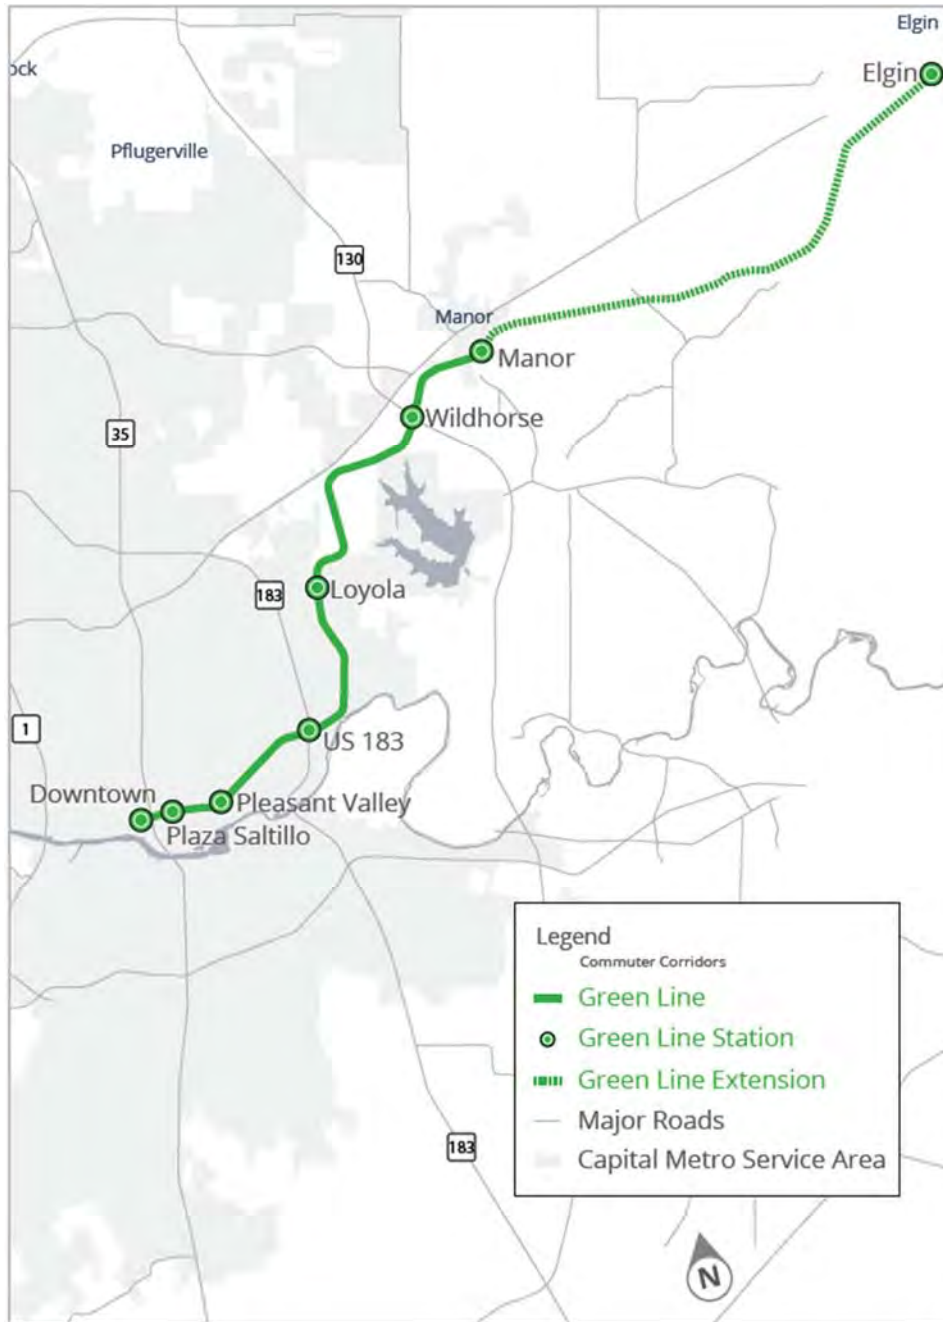 Elgin
Elgin
ock
Pflugerville
130
Manor
Manor
Wildhorse
35
183
Loyola
1
US 183
Downtown
Pleasant Valley
Plaza Saltillo
Legend
Commuter Corridors
Green Line
Green Line Station
Green Line Extension
Major Roads
Capital Metro Service Area
183
N